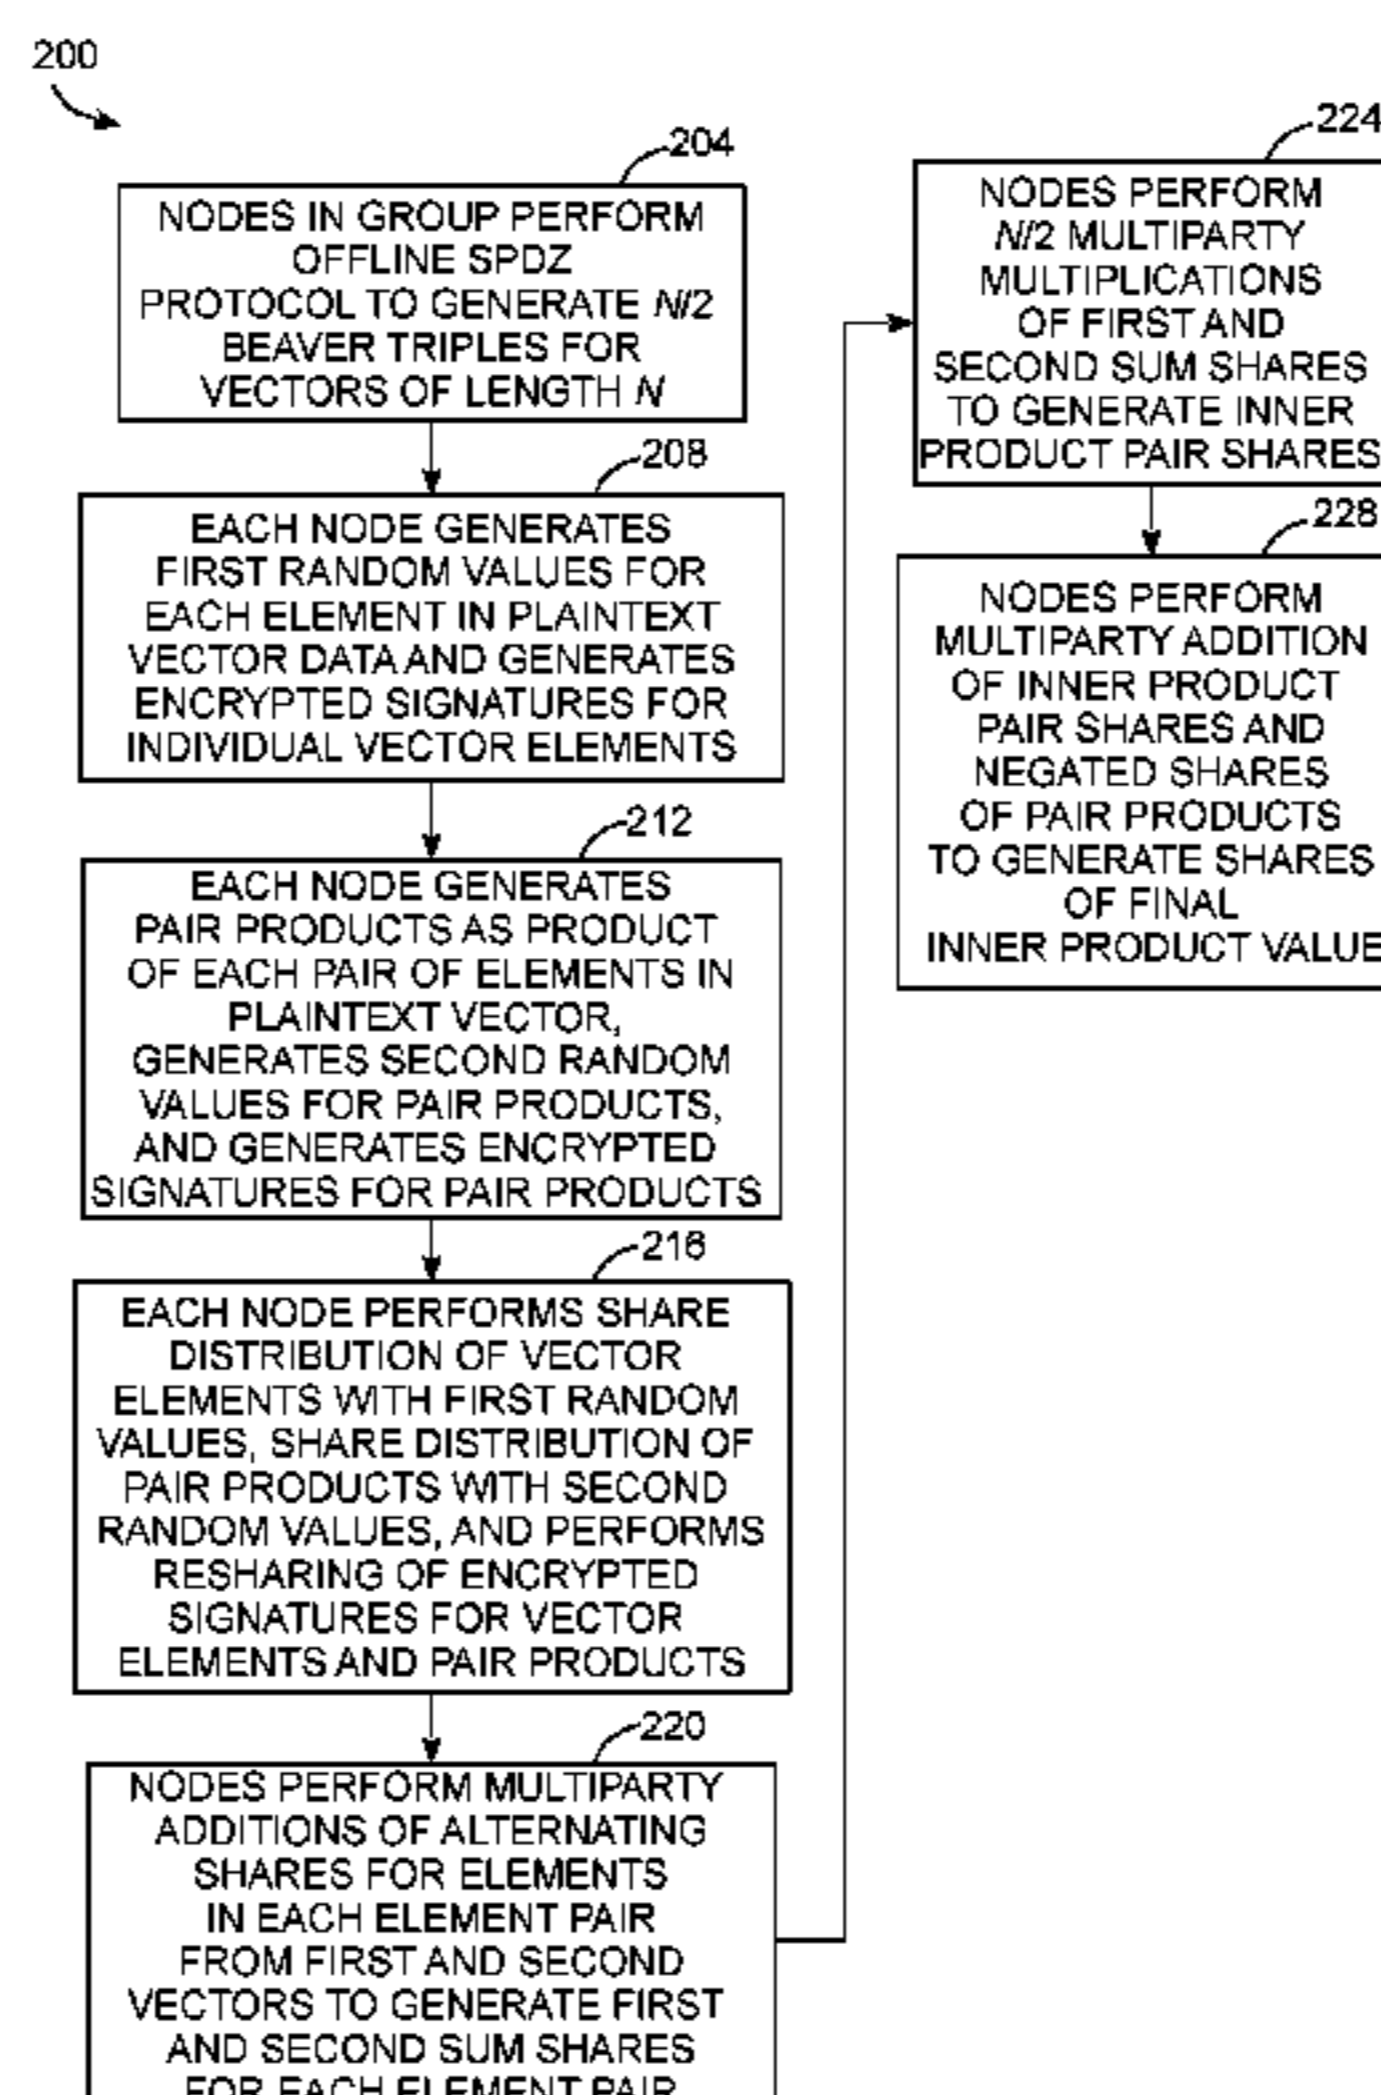 200
204
NODES IN GROUP PERFORM
OFFLINE SPDZ
PROTOCOL TO GENERATE N/2
BEAVER TRIPLES FOR
VECTORS OF LENGTH N
208
EACH NODE GENERATES
FIRST RANDOM VALUES FOR
EACH ELEMENT IN PLAINTEXT
VECTOR DATA AND GENERATES
ENCRYPTED SIGNATURES FOR
INDIVIDUAL VECTOR ELEMENTS
212
EACH NODE GENERATES
PAIR PRODUCTS AS PRODUCT
OF EACH PAIR OF ELEMENTS IN
PLAINTEXT VECTOR,
GENERATES SECOND RANDOM
VALUES FOR PAIR PRODUCTS,
AND GENERATES ENCRYPTED
SIGNATURES FOR PAIR PRODUCTS
216
EACH NODE PERFORMS SHARE
DISTRIBUTION OF VECTOR
ELEMENTS WITH FIRST RANDOM
VALUES, SHARE DISTRIBUTION OF
PAIR PRODUCTS WITH SECOND
RANDOM VALUES, AND PERFORMS
RESHARING OF ENCRYPTED
SIGNATURES FOR VECTOR
ELEMENTS AND PAIR PRODUCTS
220
NODES PERFORM MULTIPARTY
ADDITIONS OF ALTERNATING
SHARES FOR ELEMENTS
IN EACH ELEMENT PAIR
FROM FIRST AND SECOND
VECTORS TO GENERATE FIRST
AND SECOND SUM SHARES
FOR EACH ELEMENT PAIR
224
NODES PERFORM
N/2 MULTIPARTY
MULTIPLICATIONS
OF FIRST AND
SECOND SUM SHARES
TO GENERATE INNER
PRODUCT PAIR SHARES
228
NODES PERFORM
MULTIPARTY ADDITION
OF INNER PRODUCT
PAIR SHARES AND
NEGATED SHARES
OF PAIR PRODUCTS
TO GENERATE SHARES
OF FINAL
INNER PRODUCT VALUE